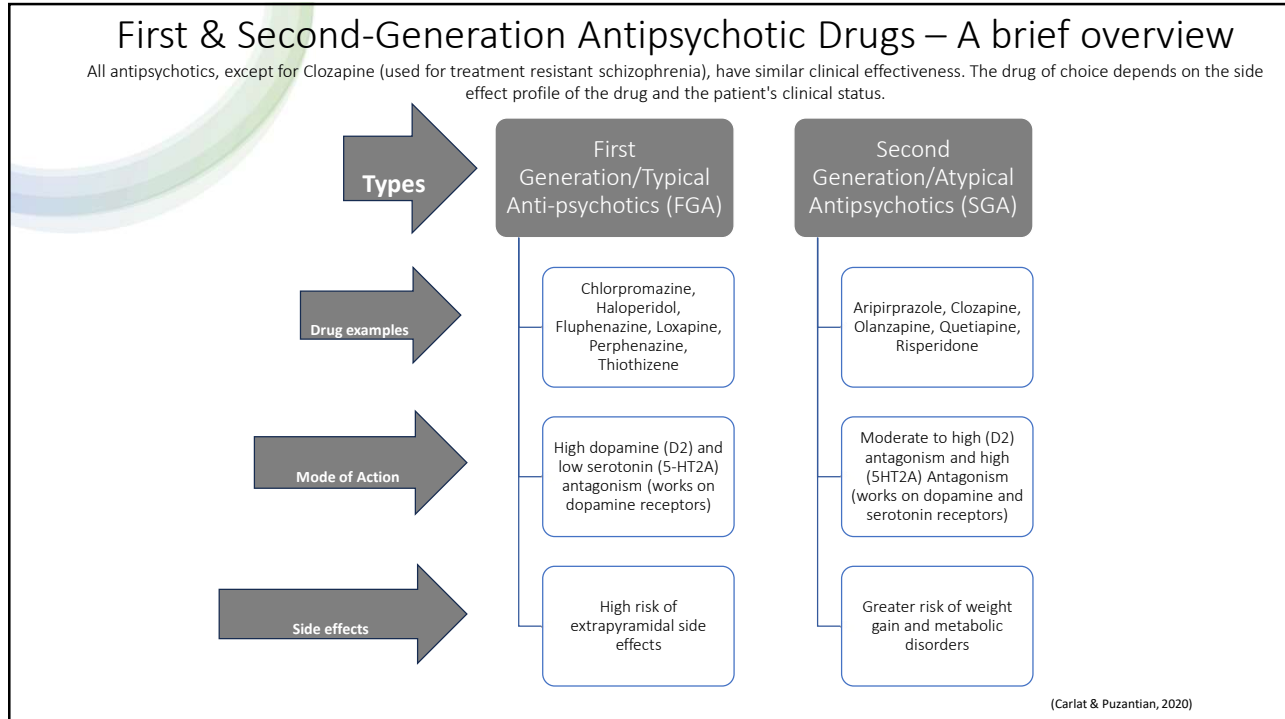 First & Second-Generation Antipsychotic Drugs – A brief overview
All antipsychotics, except for Clozapine (used for treatment resistant schizophrenia), have similar clinical effectiveness. The drug of choice depends on the side
effect profile of the drug and the patient's clinical status.
Types
First
Generation/Typical
Anti-psychotics (FGA)
Second
Generation/Atypical
Antipsychotics (SGA)
Drug examples
Chlorpromazine,
Haloperidol,
Fluphenazine, Loxapine,
Perphenazine,
Thiothizene
Aripirprazole, Clozapine,
Olanzapine, Quetiapine,
Risperidone
Mode of Action
High dopamine (D2) and
low serotonin (5-HT2A)
antagonism (works on
dopamine receptors)
Moderate to high (D2)
antagonism and high
(5HT2A) Antagonism
(works on dopamine and
serotonin receptors)
Side effects
High risk of
extrapyramidal side
effects
Greater risk of weight
gain and metabolic
disorders
(Carlat & Puzantian, 2020)